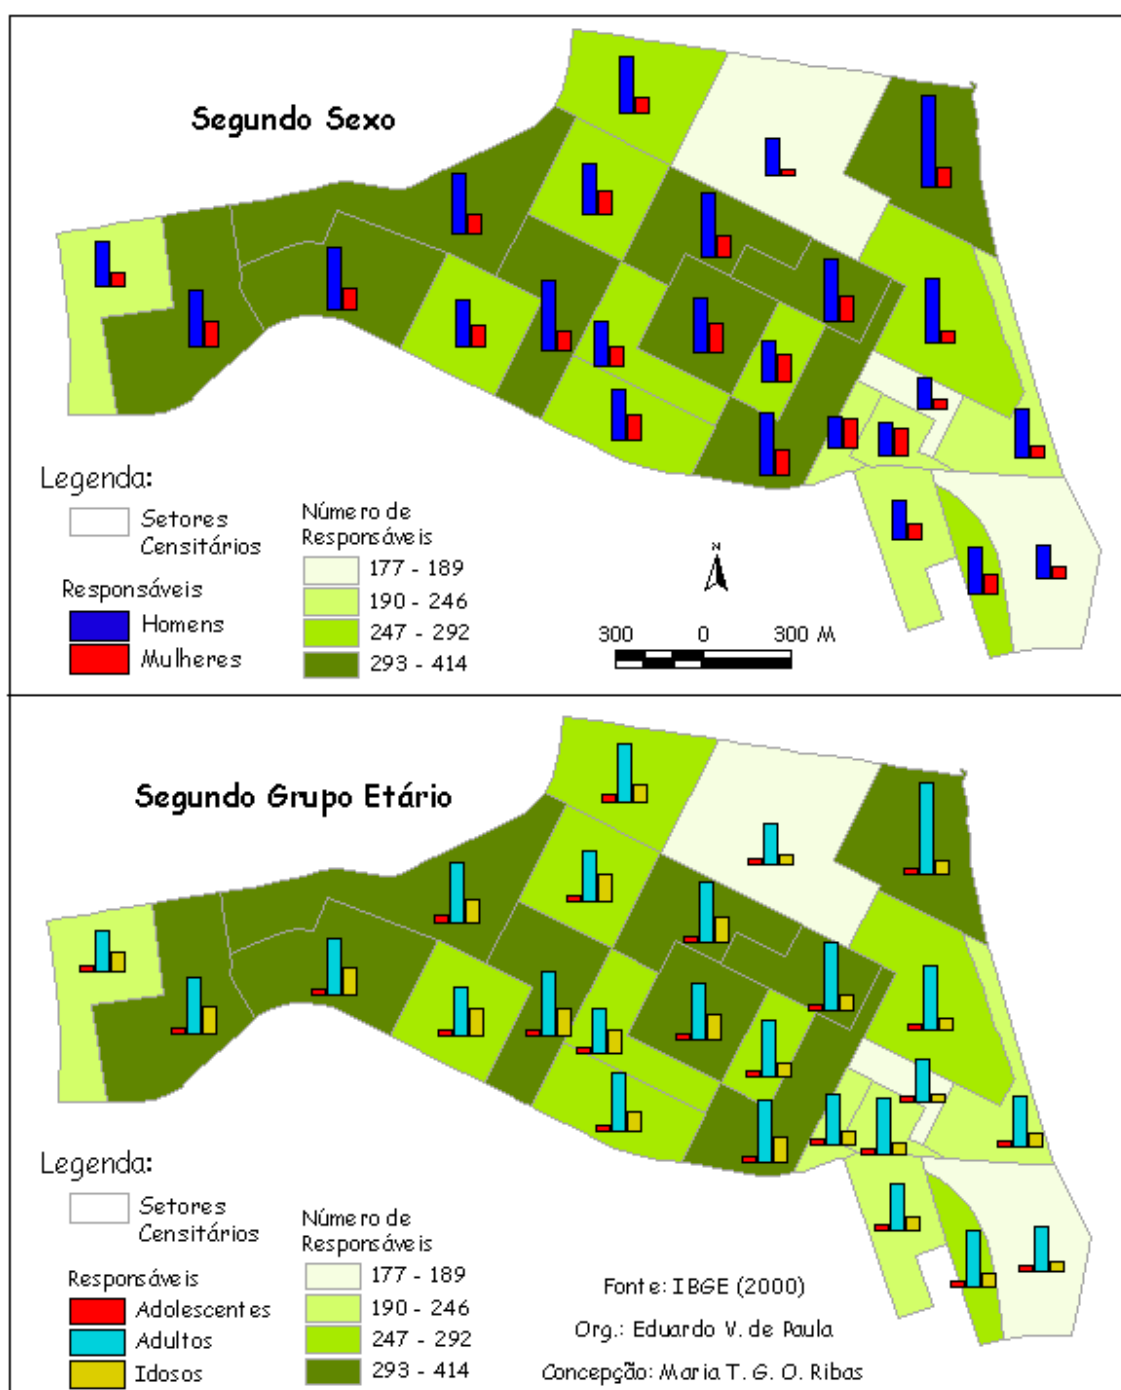 Segundo Sexo
Legenda:
Setores
Censitários
Responsáveis
Homens
Mulheres
Número de
Responsáveis
177 - 189
190 - 246
247 - 292
293 - 414
N
300 0 300 M
Segundo Grupo Etário
Legenda:
Setores
Censitários
Responsáveis
Adolescentes
Adultos
Idosos
Número de
Responsáveis
177 - 189
190 - 246
247 - 292
293 - 414
Fonte: IBGE (2000)
Org.: Eduardo V. de Paula
Concepção: Maria T. G. O. Ribas